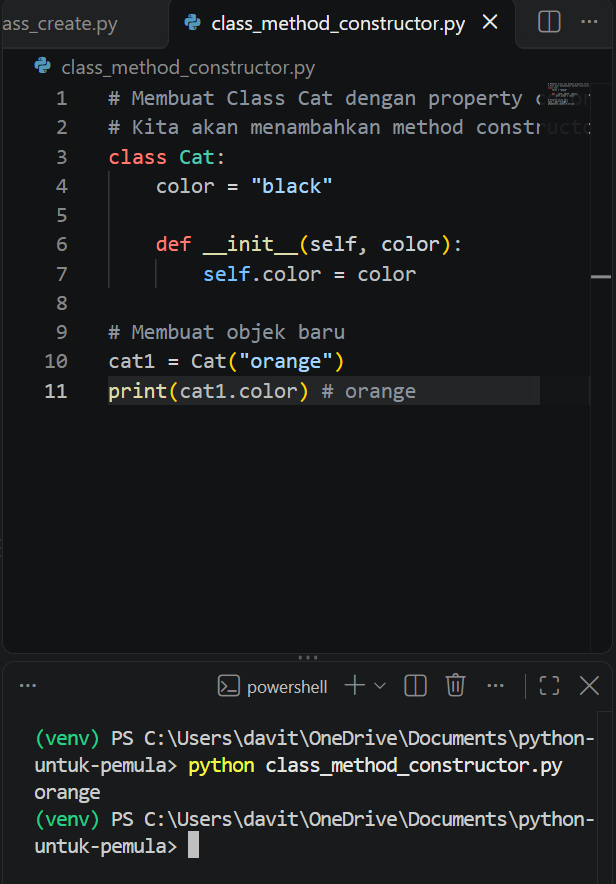 ass_create.py
class_method_constructor.py
class_method_constructor.py
1 # Membuat Class Cat dengan property
2 # Kita akan menambahkan method constructo
3 class Cat:
4 color = "black"
5
6 def __init__(self, color):
7 self.color = color
8
9 # Membuat objek baru
10 cat1 = Cat("orange")
11 print(cat1.color) # orange
powershell
(venv) PS C:\Users\davit\OneDrive\Documents\python-
untuk-pemula> python class_method_constructor.py
orange
(venv) PS C:\Users\davit\OneDrive\Documents\python-
untuk-pemula>